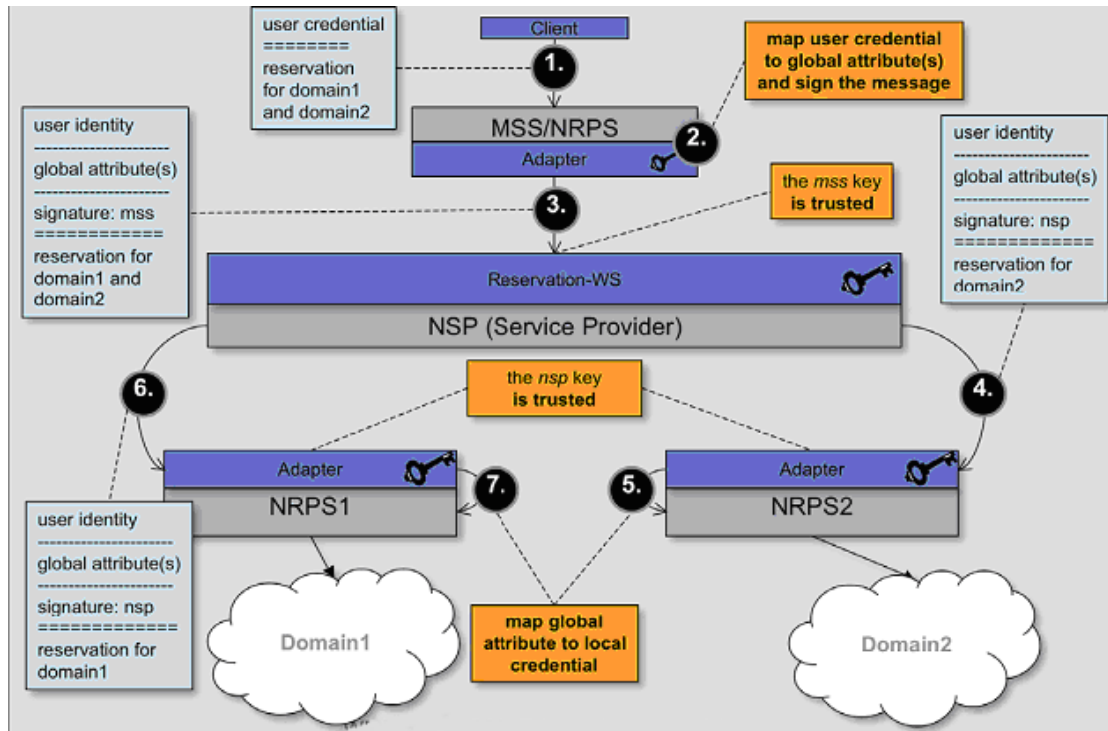 user credential
========
reservation
for domain1
and domain2
Client
1.
map user credential
to global attribute(s)
and sign the message
MSS/NRPS
Adapter
2.
user identity
-----------------------
global attribute(s)
-----------------------
signature: mss
============
reservation for
domain1 and
domain2
3.
the mss key
is trusted
user identity
-----------------------
global attribute(s)
-----------------------
signature: nsp
=============
reservation for
domain2
Reservation-WS
NSP (Service Provider)
6.
the nsp key
is trusted
4.
Adapter
NRPS1
7.
5.
Adapter
NRPS2
user identity
-----------------------
global attribute(s)
-----------------------
signature: nsp
=============
reservation for
domain1
Domain1
map global
attribute to local
credential
Domain2